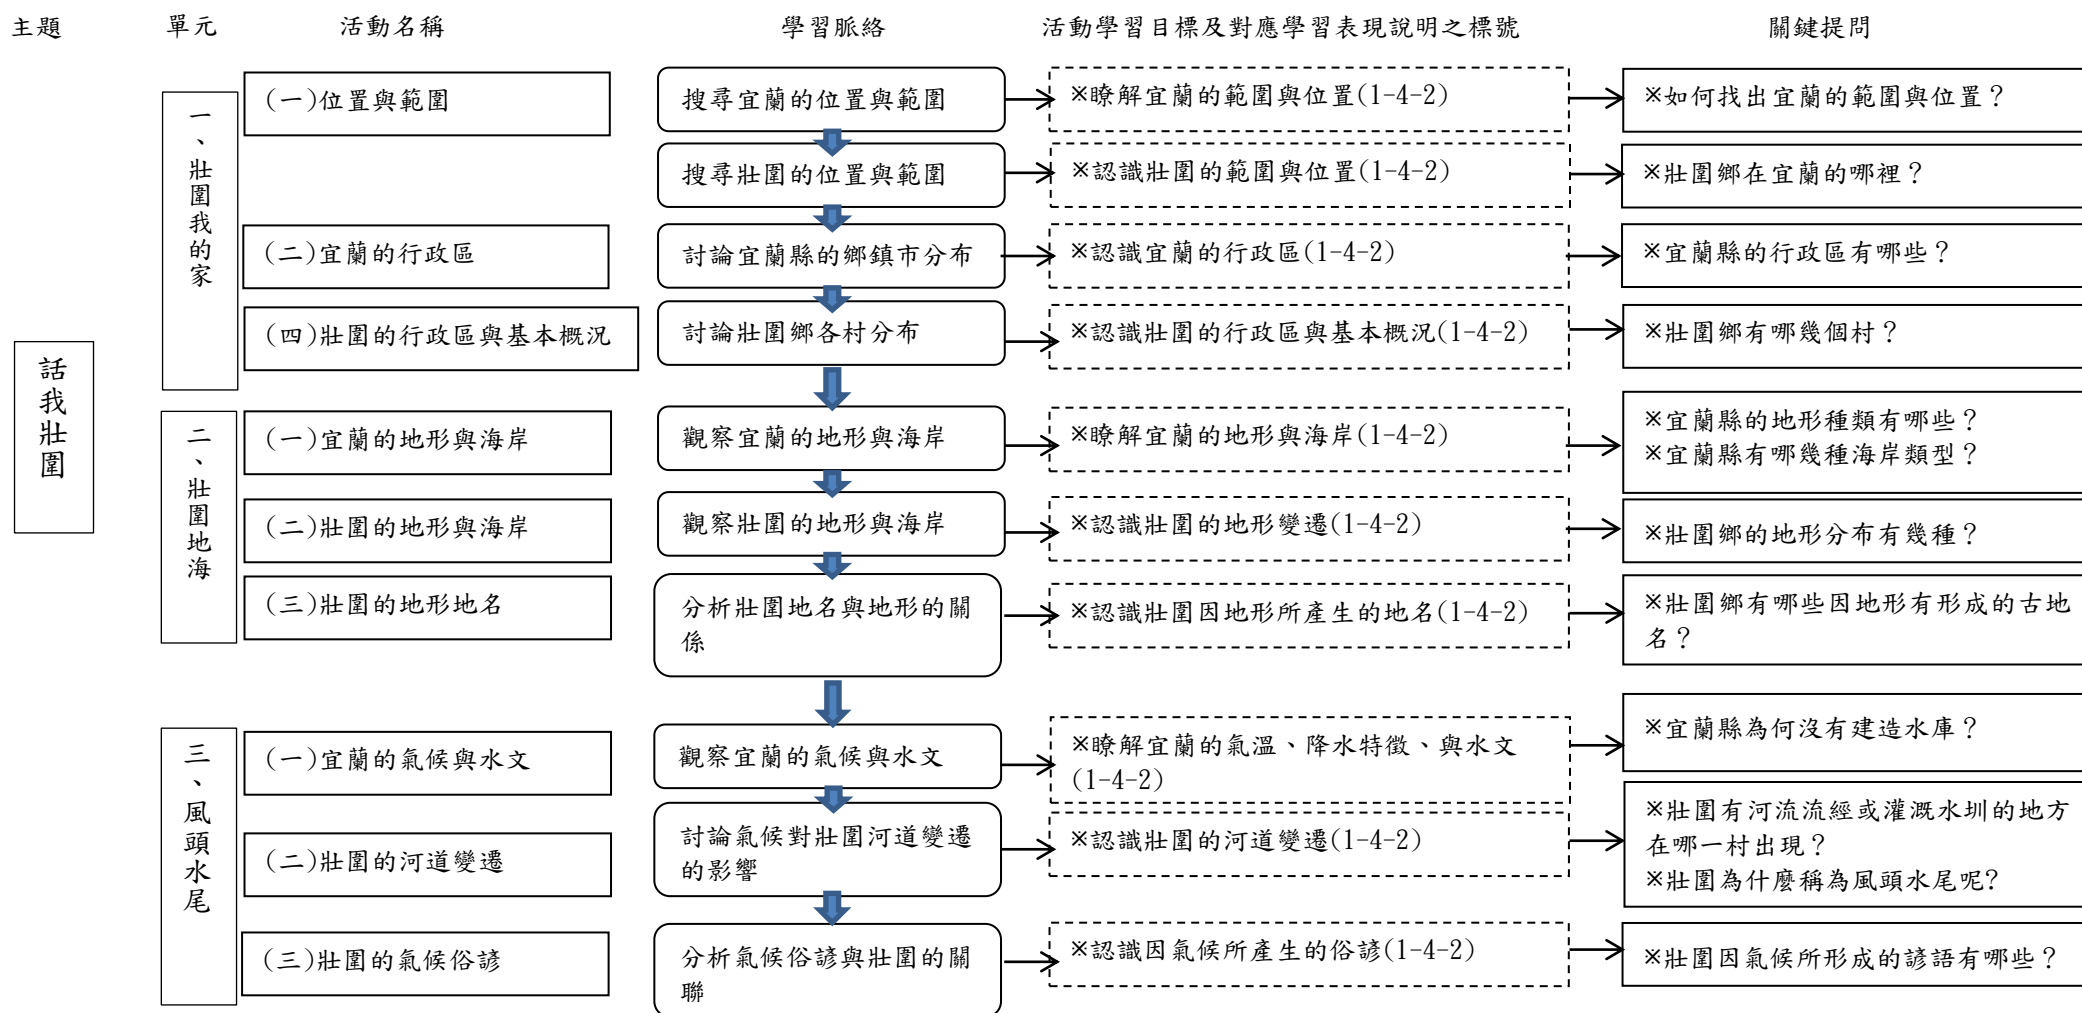 主題 單元 活動名稱 學習脈絡 活動學習目標及對應學習表現說明之標號 關鍵提問
話我壯圍
一、壯圍我的家
(一)位置與範圍
搜尋宜蘭的位置與範圍
※瞭解宜蘭的範圍與位置(1-4-2)
※如何找出宜蘭的範圍與位置？
搜尋壯圍的位置與範圍
※認識壯圍的範圍與位置(1-4-2)
※壯圍鄉在宜蘭的哪裡？
(二)宜蘭的行政區
討論宜蘭縣的鄉鎮市分布
※認識宜蘭的行政區(1-4-2)
※宜蘭縣的行政區有哪些？
(四)壯圍的行政區與基本概況
討論壯圍鄉各村分布
※認識壯圍的行政區與基本概況(1-4-2)
※壯圍鄉有哪幾個村？
二、壯圍地海
(一)宜蘭的地形與海岸
觀察宜蘭的地形與海岸
※瞭解宜蘭的地形與海岸(1-4-2)
※宜蘭縣的地形種類有哪些？
※宜蘭縣有哪幾種海岸類型？
(二)壯圍的地形與海岸
觀察壯圍的地形與海岸
※認識壯圍的地形變遷(1-4-2)
※壯圍鄉的地形分布有幾種？
(三)壯圍的地形地名
分析壯圍地名與地形的關
係
※認識壯圍因地形所產生的地名(1-4-2)
※壯圍鄉有哪些因地形有形成的古地
名？
三、風頭水尾
(一)宜蘭的氣候與水文
觀察宜蘭的氣候與水文
※瞭解宜蘭的氣溫、降水特徵、與水文
(1-4-2)
※宜蘭縣為何沒有建造水庫？
(二)壯圍的河道變遷
討論氣候對壯圍河道變遷
的影響
※認識壯圍的河道變遷(1-4-2)
※壯圍有河流流經或灌溉水圳的地方
在哪一村出現？
※壯圍為什麼稱為風頭水尾呢?
(三)壯圍的氣候俗諺
分析氣候俗諺與壯圍的關
聯
※認識因氣候所產生的俗諺(1-4-2)
※壯圍因氣候所形成的諺語有哪些？